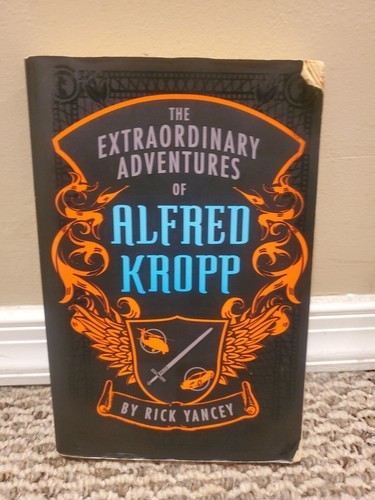 THE
EXTRAORDINARY
ADVENTURES
OF
ALFRED
KROPP
BY RICK YANCEY